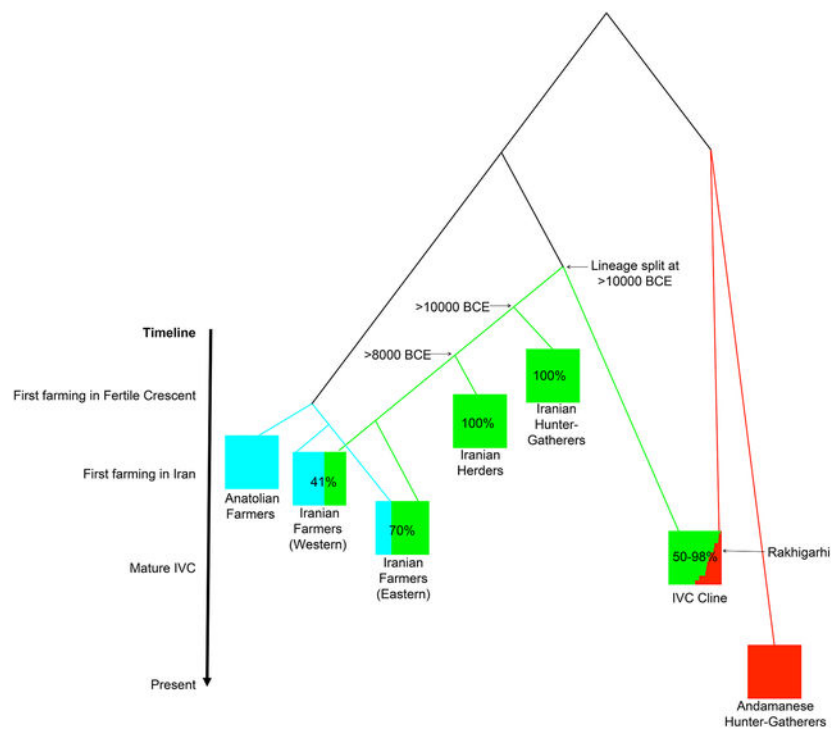 Lineage split at
>10000 BCE
>10000 BCE
Timeline
>8000 BCE
First farming in Fertile Crescent
100%
Iranian
Hunter-
Gatherers
100%
Iranian
Herders
First farming in Iran
Anatolian
Farmers
41%
Iranian
Farmers
(Western)
70%
Iranian
Farmers
(Eastern)
Mature IVC
50-98%
Rakhigarhi
IVC Cline
Present
Andamanese
Hunter-Gatherers